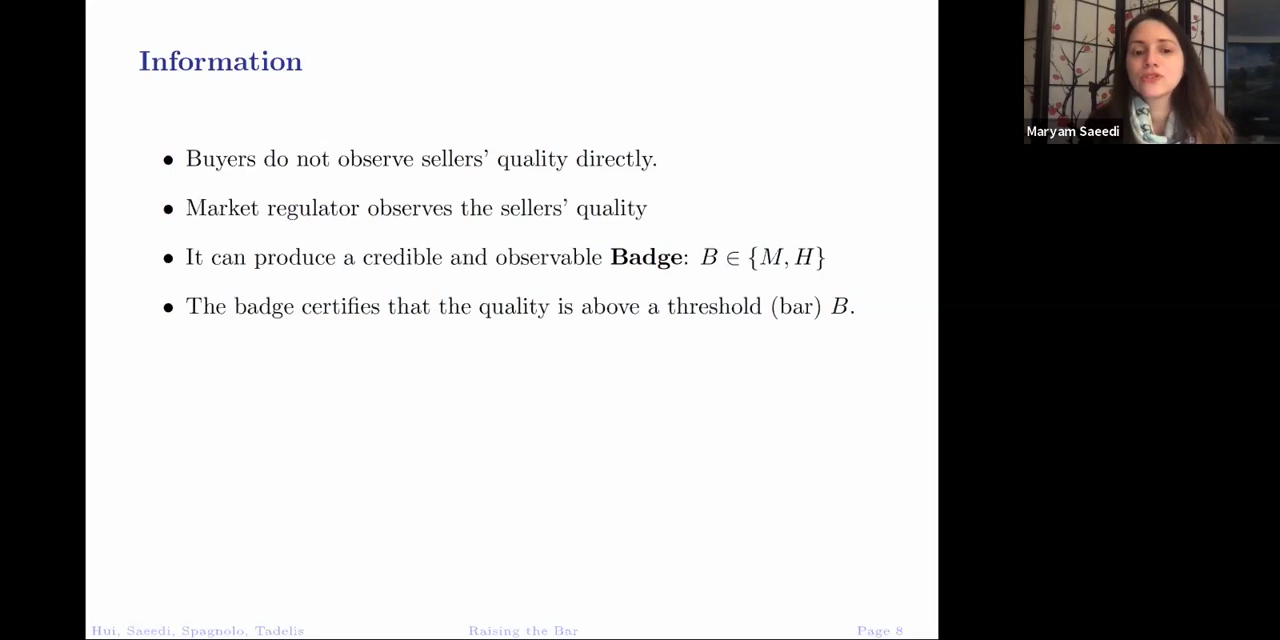 Information
• Buyers do not observe sellers' quality directly.
• Market regulator observes the sellers' quality
• It can produce a credible and observable Badge: B ∈ {M, H}
• The badge certifies that the quality is above a threshold (bar) B.
Hui, Saeedi, Spagnolo, Tadelis Raising the Bar Page 8
Maryam Saeedi